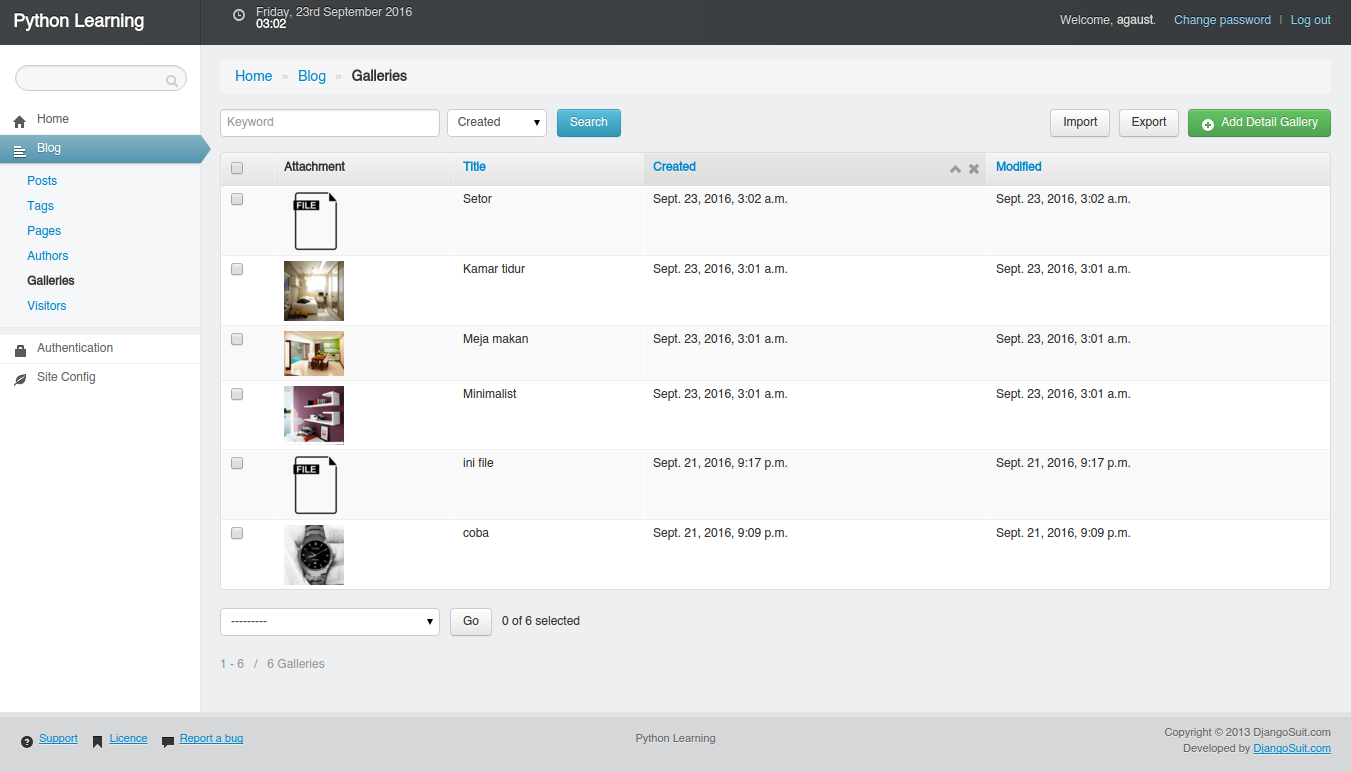 Python Learning
Friday, 23rd September 2016
03:02
Welcome, agaust. Change password | Log out
Home » Blog » Galleries
Home
Blog
Posts
Tags
Pages
Authors
Galleries
Visitors
Authentication
Site Config
Keyword Created Search Import Export Add Detail Gallery
Attachment Title Created Modified
FILE Setor Sept. 23, 2016, 3:02 a.m. Sept. 23, 2016, 3:02 a.m.
Kamar tidur Sept. 23, 2016, 3:01 a.m. Sept. 23, 2016, 3:01 a.m.
Meja makan Sept. 23, 2016, 3:01 a.m. Sept. 23, 2016, 3:01 a.m.
Minimalist Sept. 23, 2016, 3:01 a.m. Sept. 23, 2016, 3:01 a.m.
FILE ini file Sept. 21, 2016, 9:17 p.m. Sept. 21, 2016, 9:17 p.m.
coba Sept. 21, 2016, 9:09 p.m. Sept. 21, 2016, 9:09 p.m.
--------- Go 0 of 6 selected
1 - 6 / 6 Galleries
Support Licence Report a bug
Python Learning
Copyright © 2013 DjangoSuit.com
Developed by DjangoSuit.com